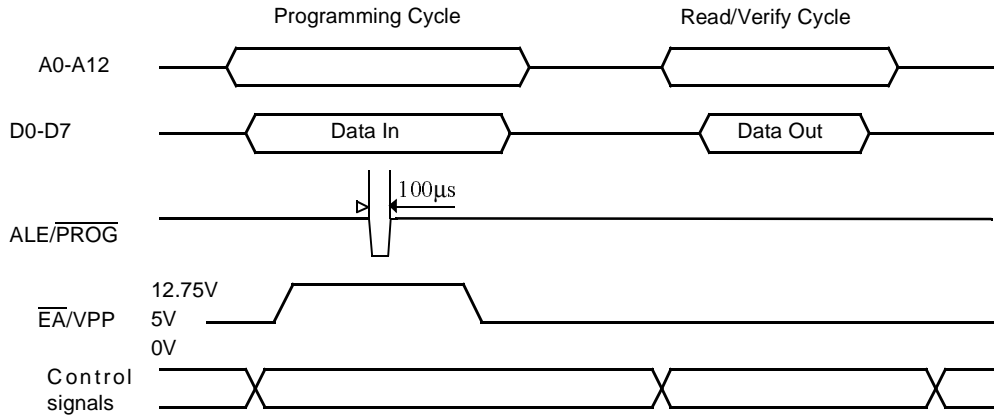 Programming Cycle Read/Verify Cycle
A0-A12
D0-D7 Data In Data Out
100μs
ALE/PROG
12.75V
EA/VPP 5V
0V
Control
signals